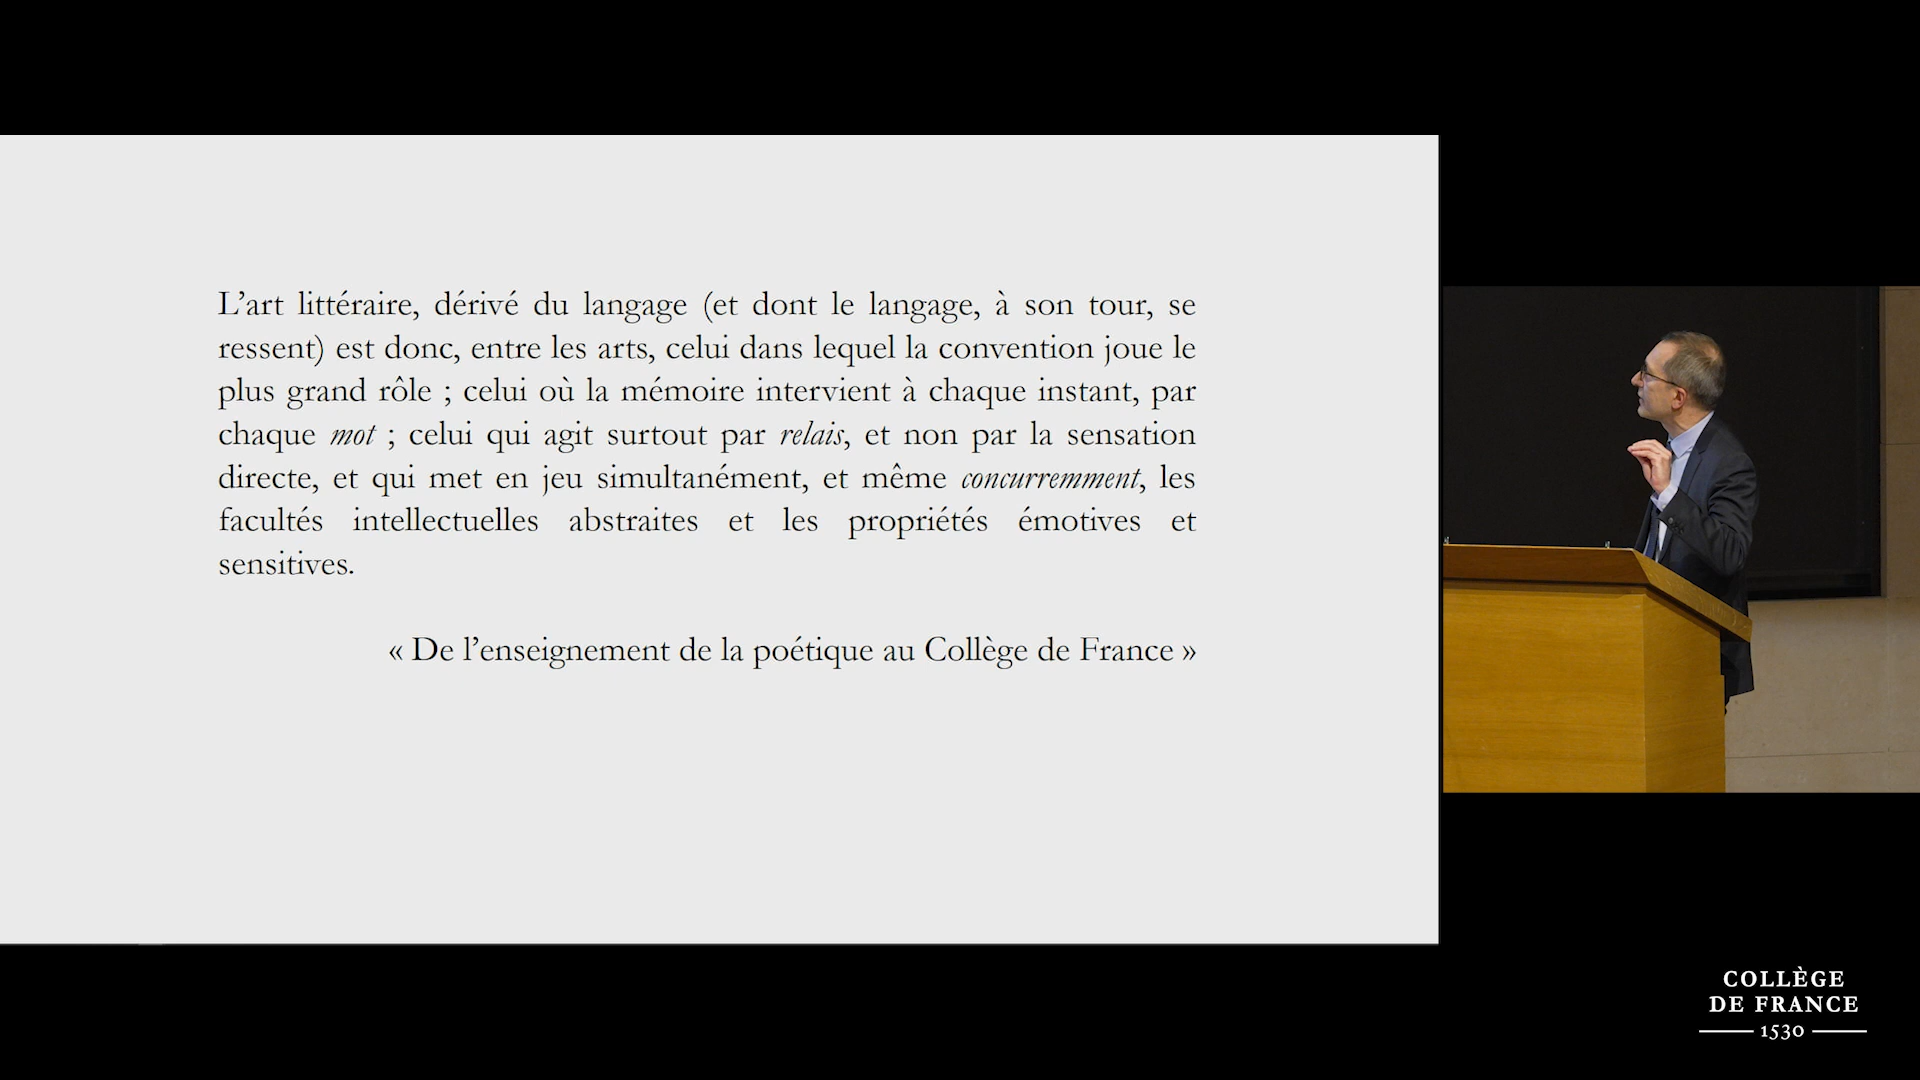 L’art littéraire, dérivé du langage (et dont le langage, à son tour, se
ressent) est donc, entre les arts, celui dans lequel la convention joue le
plus grand rôle ; celui où la mémoire intervient à chaque instant, par
chaque mot ; celui qui agit surtout par relais, et non par la sensation
directe, et qui met en jeu simultanément, et même concurremment, les
facultés intellectuelles abstraites et les propriétés émotives et
sensitives.
« De l’enseignement de la poétique au Collège de France »
COLLÈGE
DE FRANCE
1530